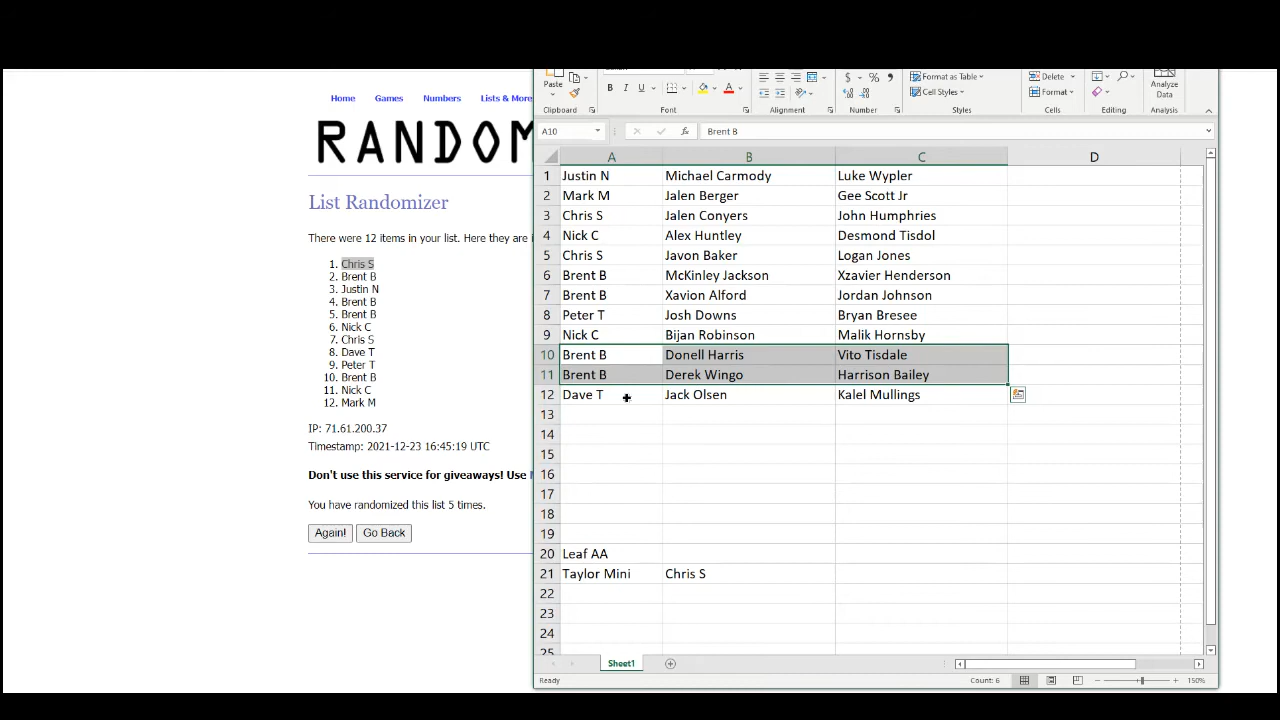 Home Games Numbers Lists & More
RANDOM
List Randomizer
There were 12 items in your list. Here they are i
1. Chris S
2. Brent B
3. Justin N
4. Brent B
5. Brent B
6. Nick C
7. Chris S
8. Dave T
9. Peter T
10. Brent B
11. Nick C
12. Mark M
IP: 71.61.200.37
Timestamp: 2021-12-23 16:45:19 UTC
Don't use this service for giveaways! Use
You have randomized this list 5 times.
Again! Go Back
Paste
B I U
A
$ % 
Format as Table
Cell Styles
Delete
Format
Analyze
Data
Clipboard Font Alignment Number Styles Cells Editing Analysis
A10 fx Brent B
A B C D
1 Justin N Michael Carmody Luke Wypler
2 Mark M Jalen Berger Gee Scott Jr
3 Chris S Jalen Conyers John Humphries
4 Nick C Alex Huntley Desmond Tisdol
5 Chris S Javon Baker Logan Jones
6 Brent B McKinley Jackson Xzavier Henderson
7 Brent B Xavion Alford Jordan Johnson
8 Peter T Josh Downs Bryan Bresee
9 Nick C Bijan Robinson Malik Hornsby
10 Brent B Donell Harris Vito Tisdale
11 Brent B Derek Wingo Harrison Bailey
12 Dave T Jack Olsen Kalel Mullings
13
14
15
16
17
18
19
20 Leaf AA
21 Taylor Mini Chris S
22
23
24
25
Sheet1
Ready Count: 6 150%